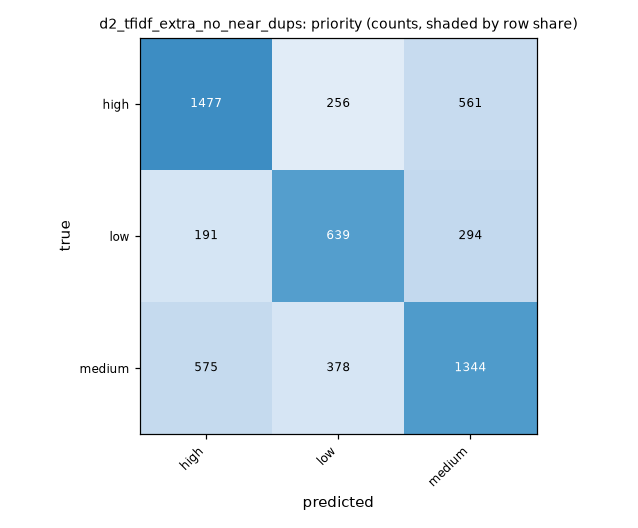 d2_tfidf_extra_no_near_dups: priority (counts, shaded by row share)
high 1477 256 561
true
low 191 639 294
medium 575 378 1344
high low medium
predicted